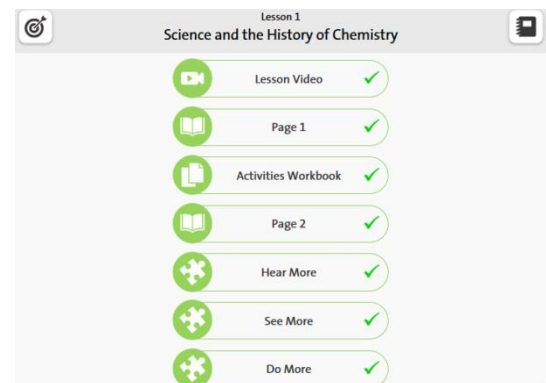 Lesson 1
Science and the History of Chemistry
Lesson Video
Page 1
Activities Workbook
Page 2
Hear More
See More
Do More